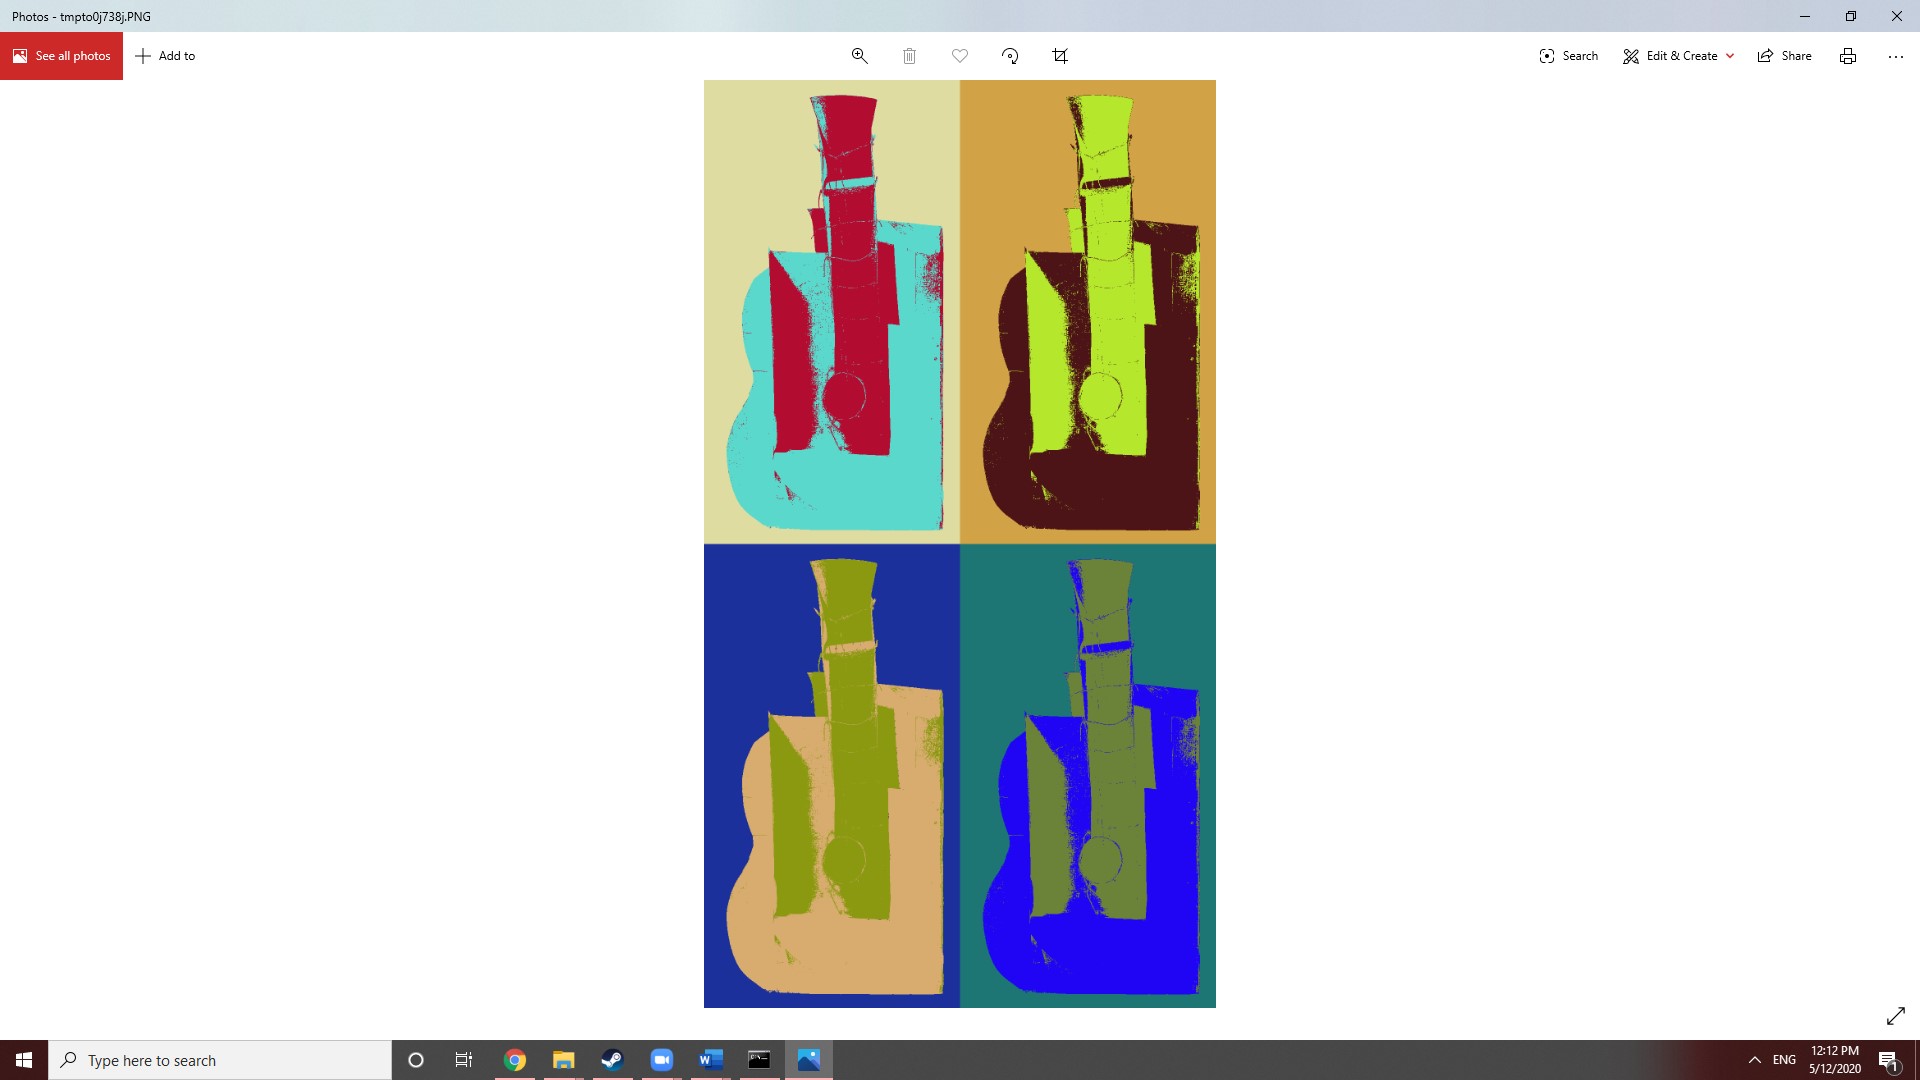 Photos - tmpto0j738j.PNG
See all photos
Add to
Search
Edit & Create
Share
Type here to search
W
C:\.
ENG
12:12 PM
5/12/2020
1